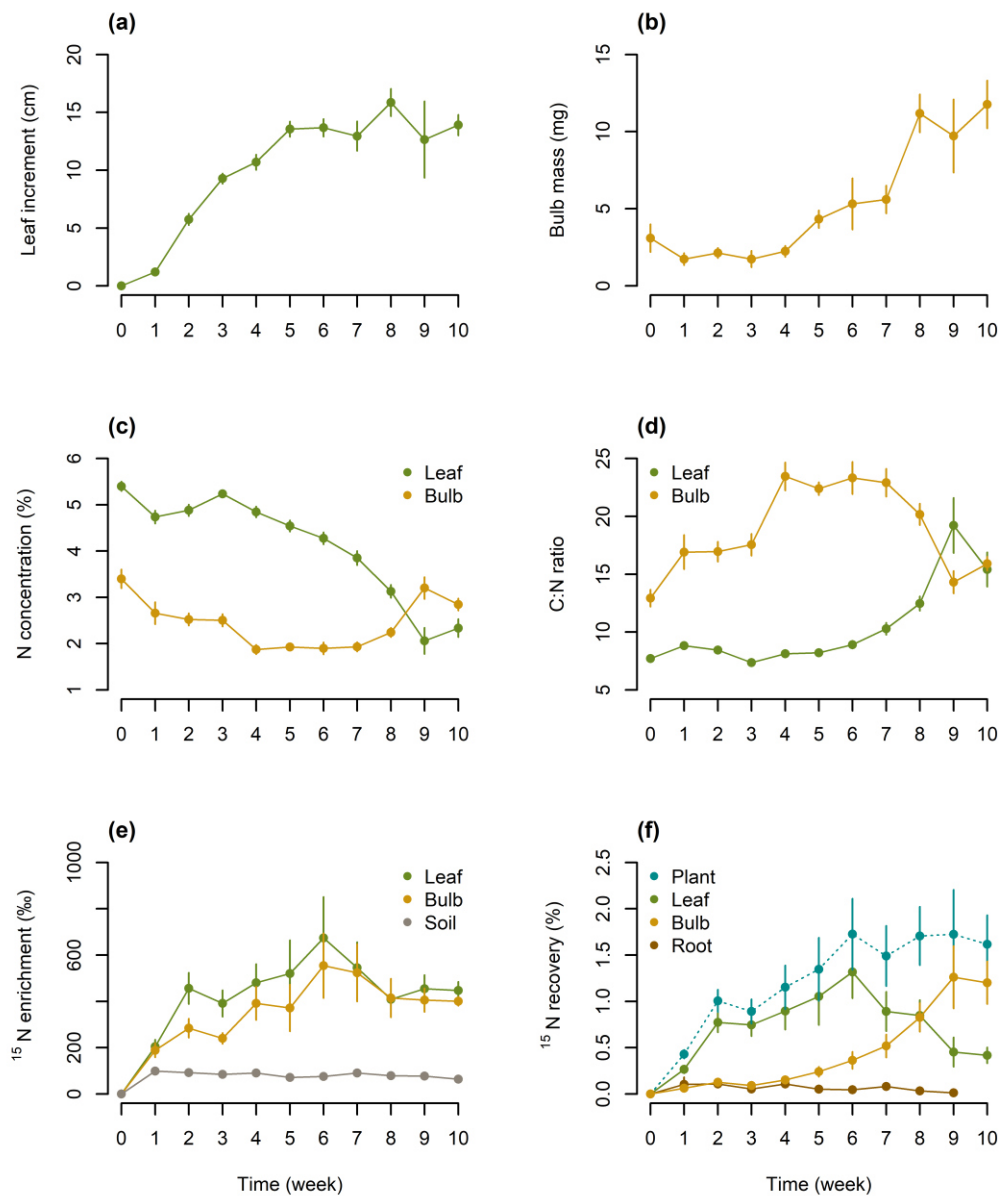 (a)
Leaf increment (cm)
20
15
10
5
0
0 1 2 3 4 5 6 7 8 9 10
(b)
Bulb mass (mg)
15
10
5
0
0 1 2 3 4 5 6 7 8 9 10
(c)
N concentration (%)
6
5
4
3
2
1
Leaf
Bulb
0 1 2 3 4 5 6 7 8 9 10
(d)
C:N ratio
25
20
15
10
5
Leaf
Bulb
0 1 2 3 4 5 6 7 8 9 10
(e)
¹⁵N enrichment (‰)
1000
600
200
0
Leaf
Bulb
Soil
0 1 2 3 4 5 6 7 8 9 10
Time (week)
(f)
¹⁵N recovery (%)
2.5
2.0
1.5
1.0
0.5
0.0
Plant
Leaf
Bulb
Root
0 1 2 3 4 5 6 7 8 9 10
Time (week)